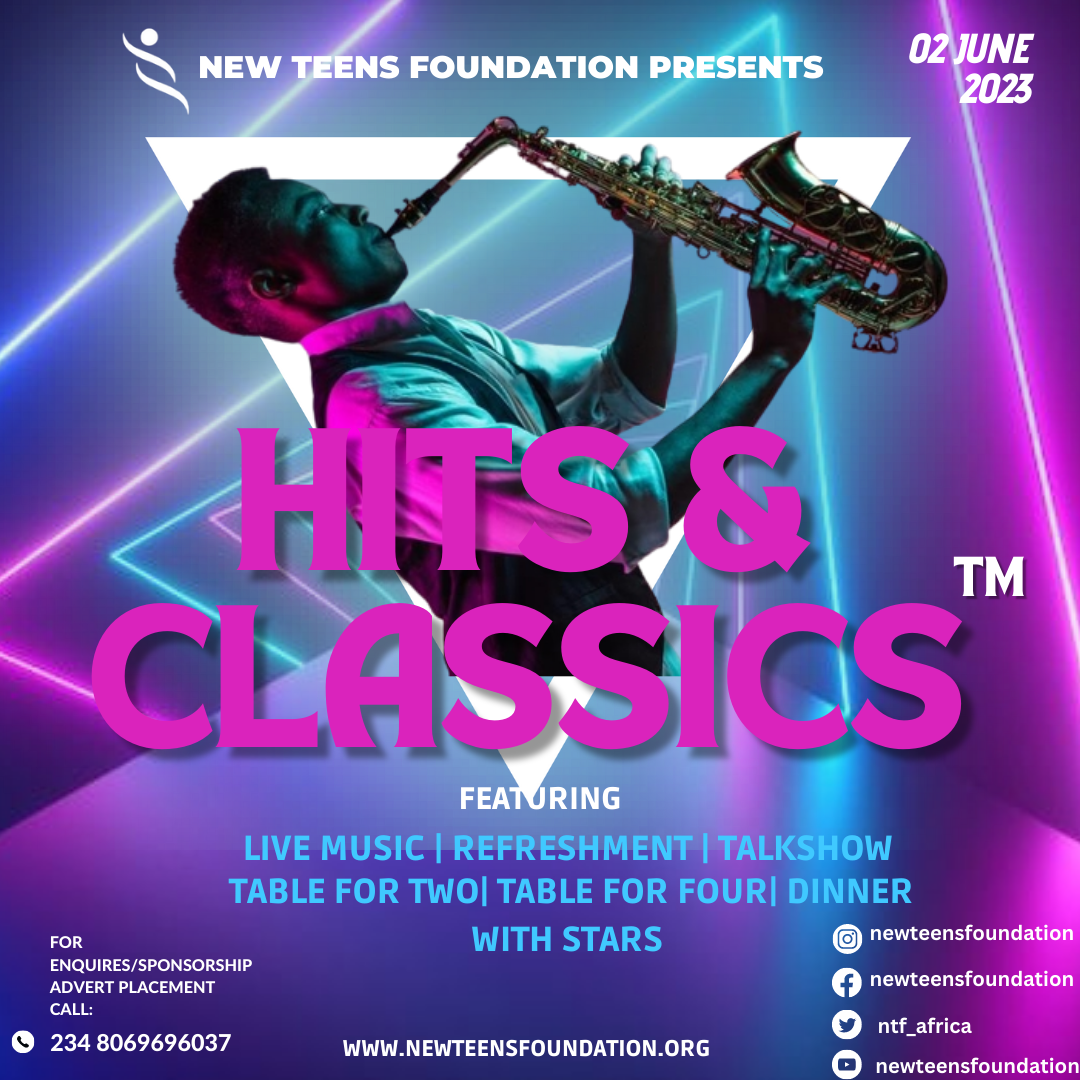 NEW TEENS FOUNDATION PRESENTS
02 JUNE
2023
HITS &
CLASSICS
TM
FEATURING
LIVE MUSIC | REFRESHMENT | TALKSHOW
TABLE FOR TWO| TABLE FOR FOUR| DINNER
WITH STARS
FOR
ENQUIRES/SPONSORSHIP
ADVERT PLACEMENT
CALL:
234 8069696037
WWW.NEWTEENSFOUNDATION.ORG
newteensfoundation
newteensfoundation
ntf_africa
newteensfoundation